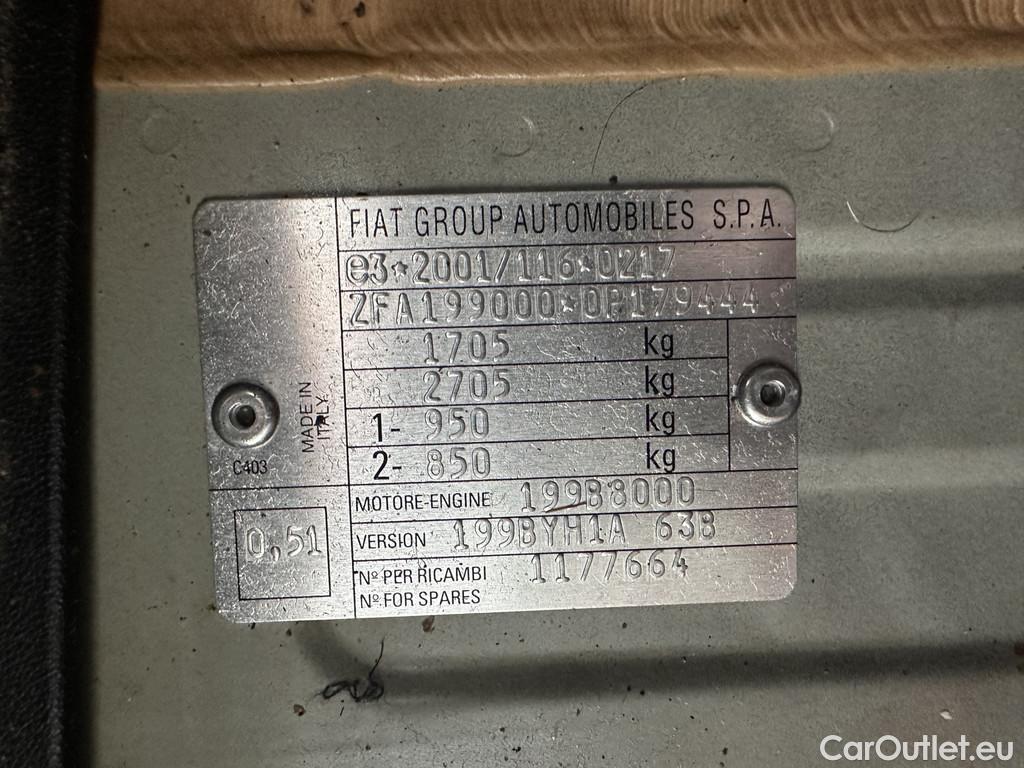 FIAT GROUP AUTOMOBILES S.P.A.
e3*2001/116*0217
ZFA199000*0P179444*
1705 kg
2705 kg
1- 950 kg
2- 850 kg
MADE IN
ITALY
C403
0,51
MOTORE-ENGINE 199B8000
VERSION 199BYH1A 63B
Nº PER RICAMBI 1177664
Nº FOR SPARES
CarOutlet.eu